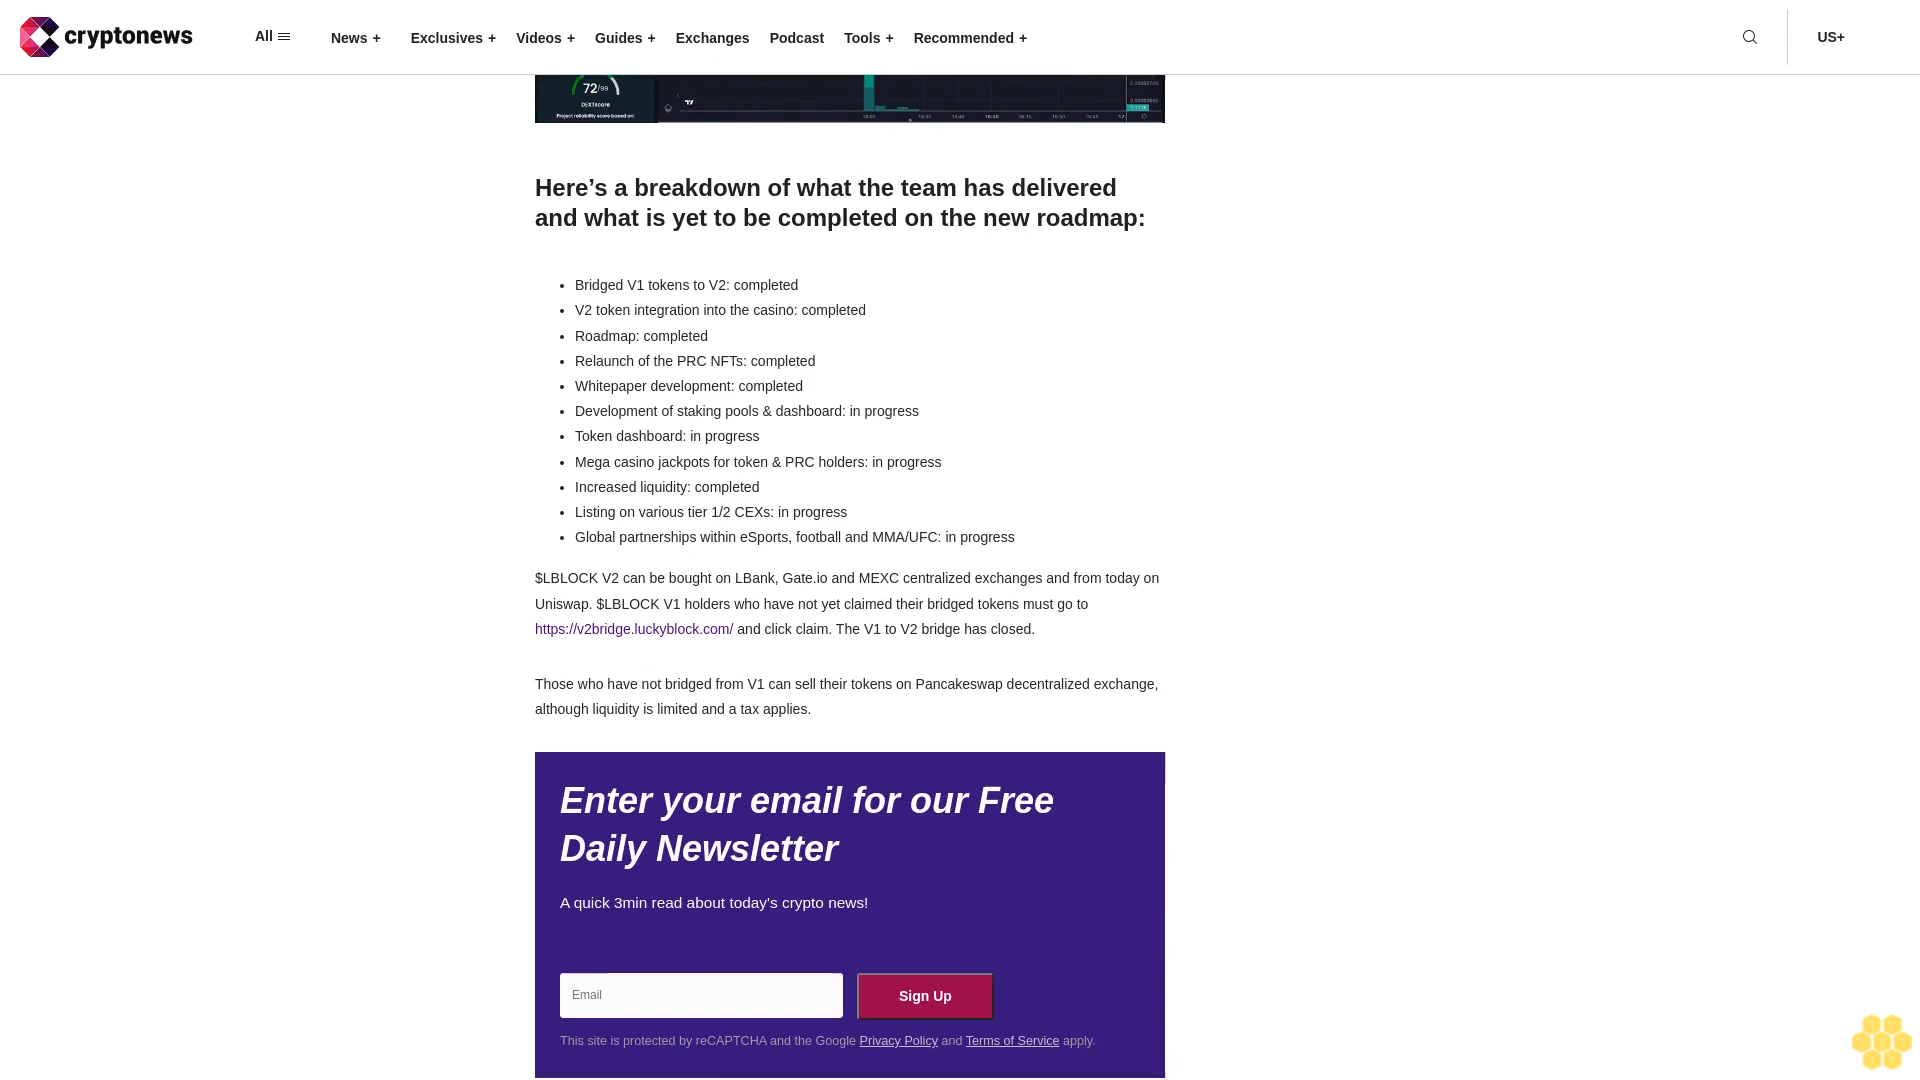 cryptonews
All
News +
Exclusives +
Videos +
Guides +
Exchanges
Podcast
Tools +
Recommended +
US+
72/99
DEXTscore
Project reliability score based on:
Here’s a breakdown of what the team has delivered
and what is yet to be completed on the new roadmap:
• Bridged V1 tokens to V2: completed
• V2 token integration into the casino: completed
• Roadmap: completed
• Relaunch of the PRC NFTs: completed
• Whitepaper development: completed
• Development of staking pools & dashboard: in progress
• Token dashboard: in progress
• Mega casino jackpots for token & PRC holders: in progress
• Increased liquidity: completed
• Listing on various tier 1/2 CEXs: in progress
• Global partnerships within eSports, football and MMA/UFC: in progress
$LBLOCK V2 can be bought on LBank, Gate.io and MEXC centralized exchanges and from today on
Uniswap. $LBLOCK V1 holders who have not yet claimed their bridged tokens must go to
https://v2bridge.luckyblock.com/ and click claim. The V1 to V2 bridge has closed.
Those who have not bridged from V1 can sell their tokens on Pancakeswap decentralized exchange,
although liquidity is limited and a tax applies.
Enter your email for our Free
Daily Newsletter
A quick 3min read about today's crypto news!
Email
Sign Up
This site is protected by reCAPTCHA and the Google Privacy Policy and Terms of Service apply.